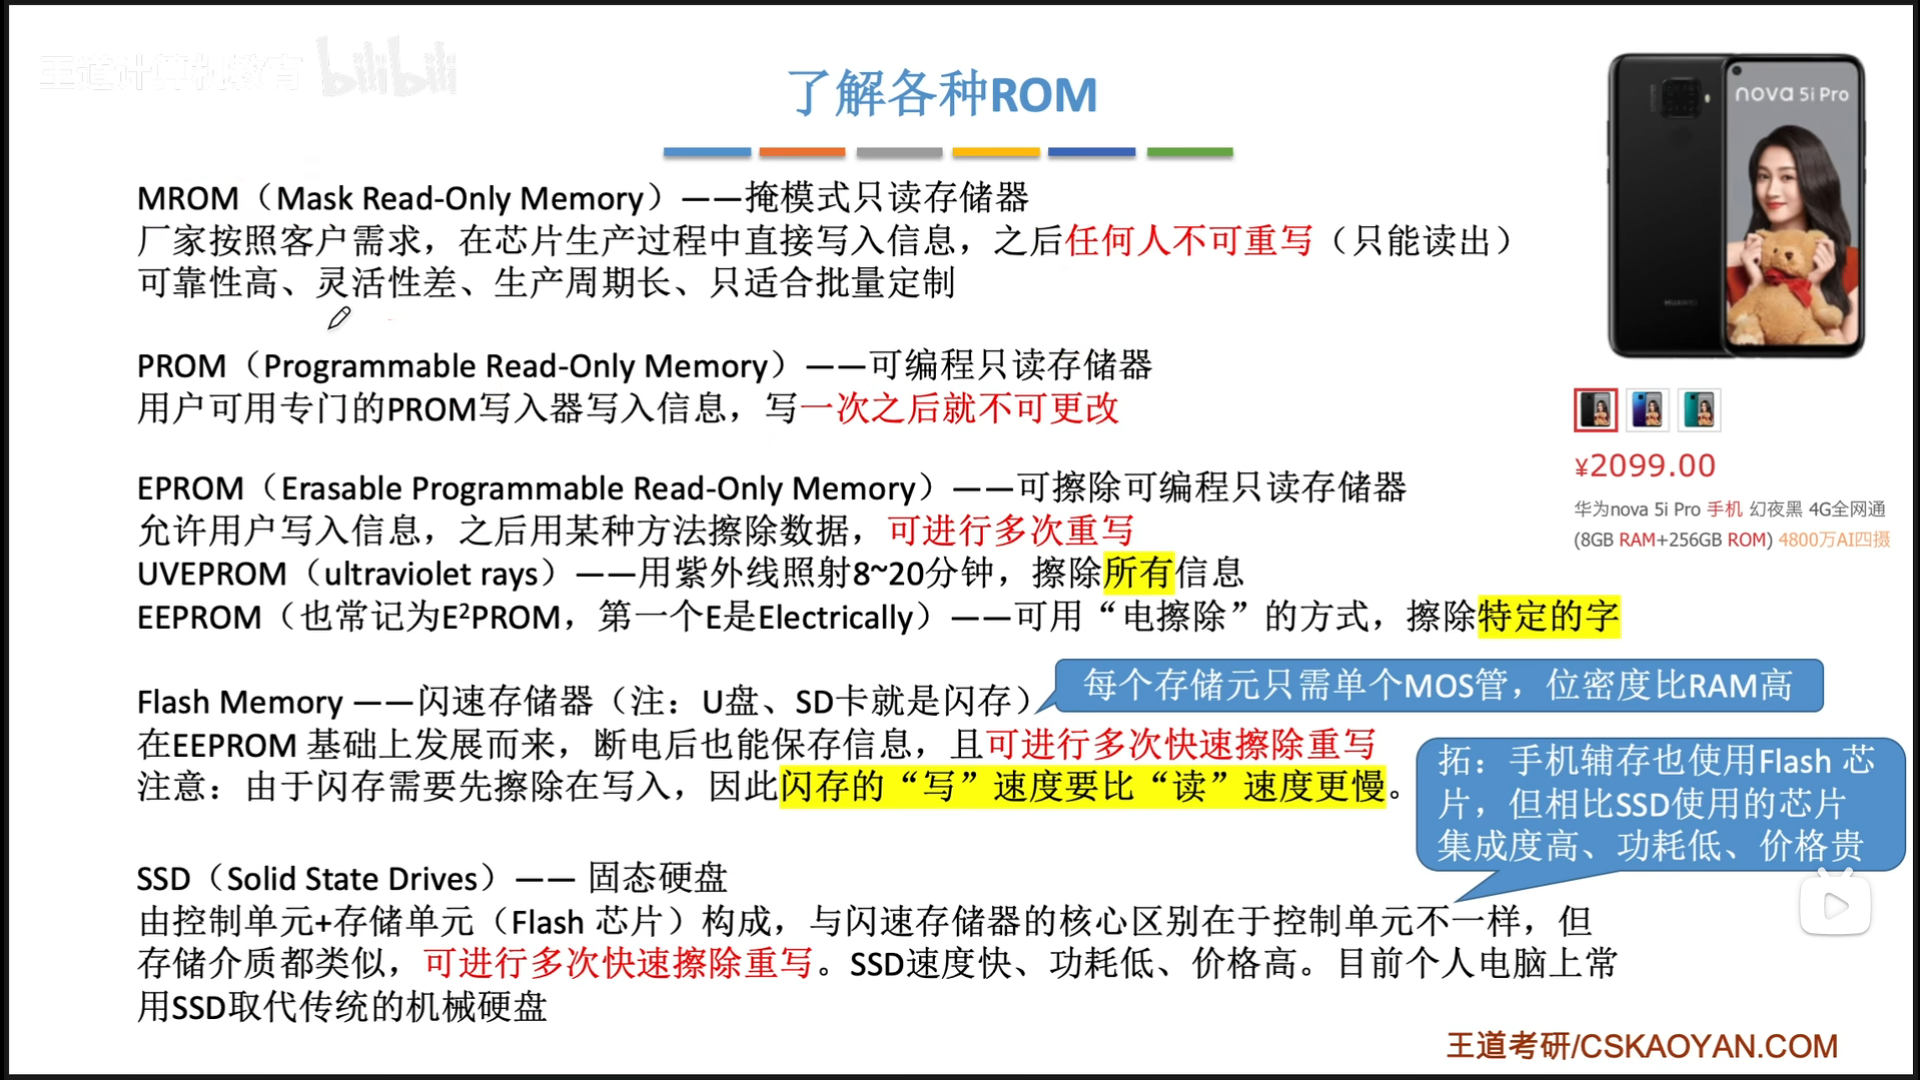 王道计算机教育 bilibili
了解各种ROM
MROM（Mask Read-Only Memory）——掩模式只读存储器
厂家按照客户需求，在芯片生产过程中直接写入信息，之后任何人不可重写（只能读出）
可靠性高、灵活性差、生产周期长、只适合批量定制
PROM（Programmable Read-Only Memory）——可编程只读存储器
用户可用专门的PROM写入器写入信息，写一次之后就不可更改
EPROM（Erasable Programmable Read-Only Memory）——可擦除可编程只读存储器
允许用户写入信息，之后用某种方法擦除数据，可进行多次重写
UVEPROM（ultraviolet rays）——用紫外线照射8~20分钟，擦除所有信息
EEPROM（也常记为E²PROM，第一个E是Electrically）——可用“电擦除”的方式，擦除特定的字
Flash Memory ——闪速存储器（注：U盘、SD卡就是闪存）
每个存储元只需单个MOS管，位密度比RAM高
在EEPROM 基础上发展而来，断电后也能保存信息，且可进行多次快速擦除重写
注意：由于闪存需要先擦除在写入，因此闪存的“写”速度要比“读”速度更慢。
拓：手机辅存也使用Flash 芯
片，但相比SSD使用的芯片
集成度高、功耗低、价格贵
SSD（Solid State Drives）—— 固态硬盘
由控制单元+存储单元（Flash 芯片）构成，与闪速存储器的核心区别在于控制单元不一样，但
存储介质都类似，可进行多次快速擦除重写。SSD速度快、功耗低、价格高。目前个人电脑上常
用SSD取代传统的机械硬盘
nova 5i Pro
HUAWEI
¥2099.00
华为nova 5i Pro 手机 幻夜黑 4G全网通
(8GB RAM+256GB ROM) 4800万AI四摄
王道考研/CSKAOYAN.COM